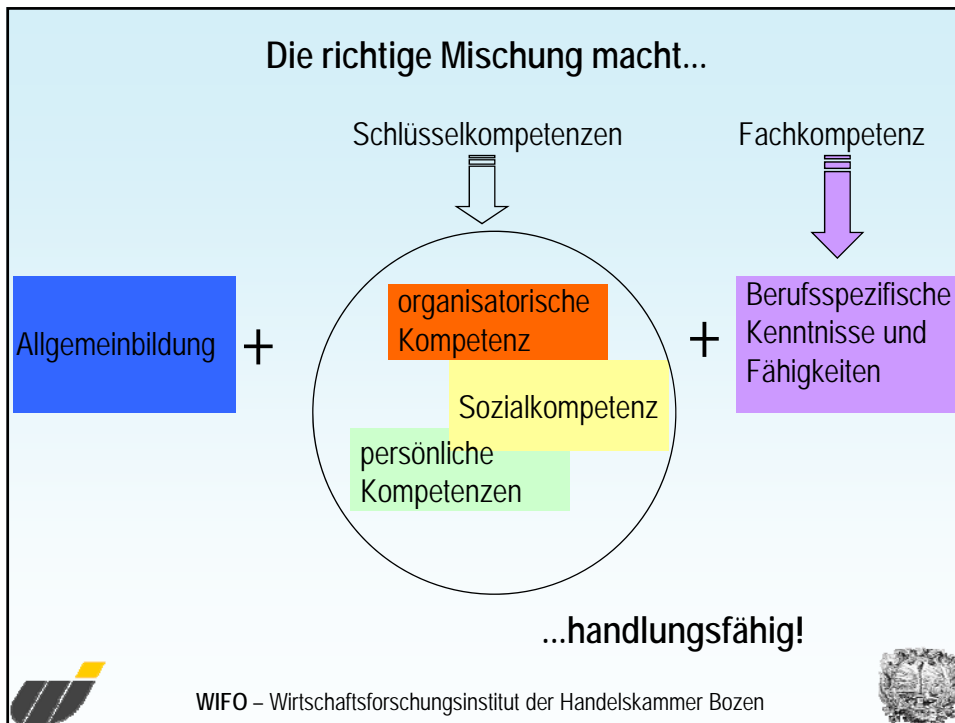 Die richtige Mischung macht...
Schlüsselkompetenzen
Fachkompetenz
Allgemeinbildung
+
organisatorische
Kompetenz
Sozialkompetenz
persönliche
Kompetenzen
+
Berufsspezifische
Kenntnisse und
Fähigkeiten
...handlungsfähig!
WIFO – Wirtschaftsforschungsinstitut der Handelskammer Bozen